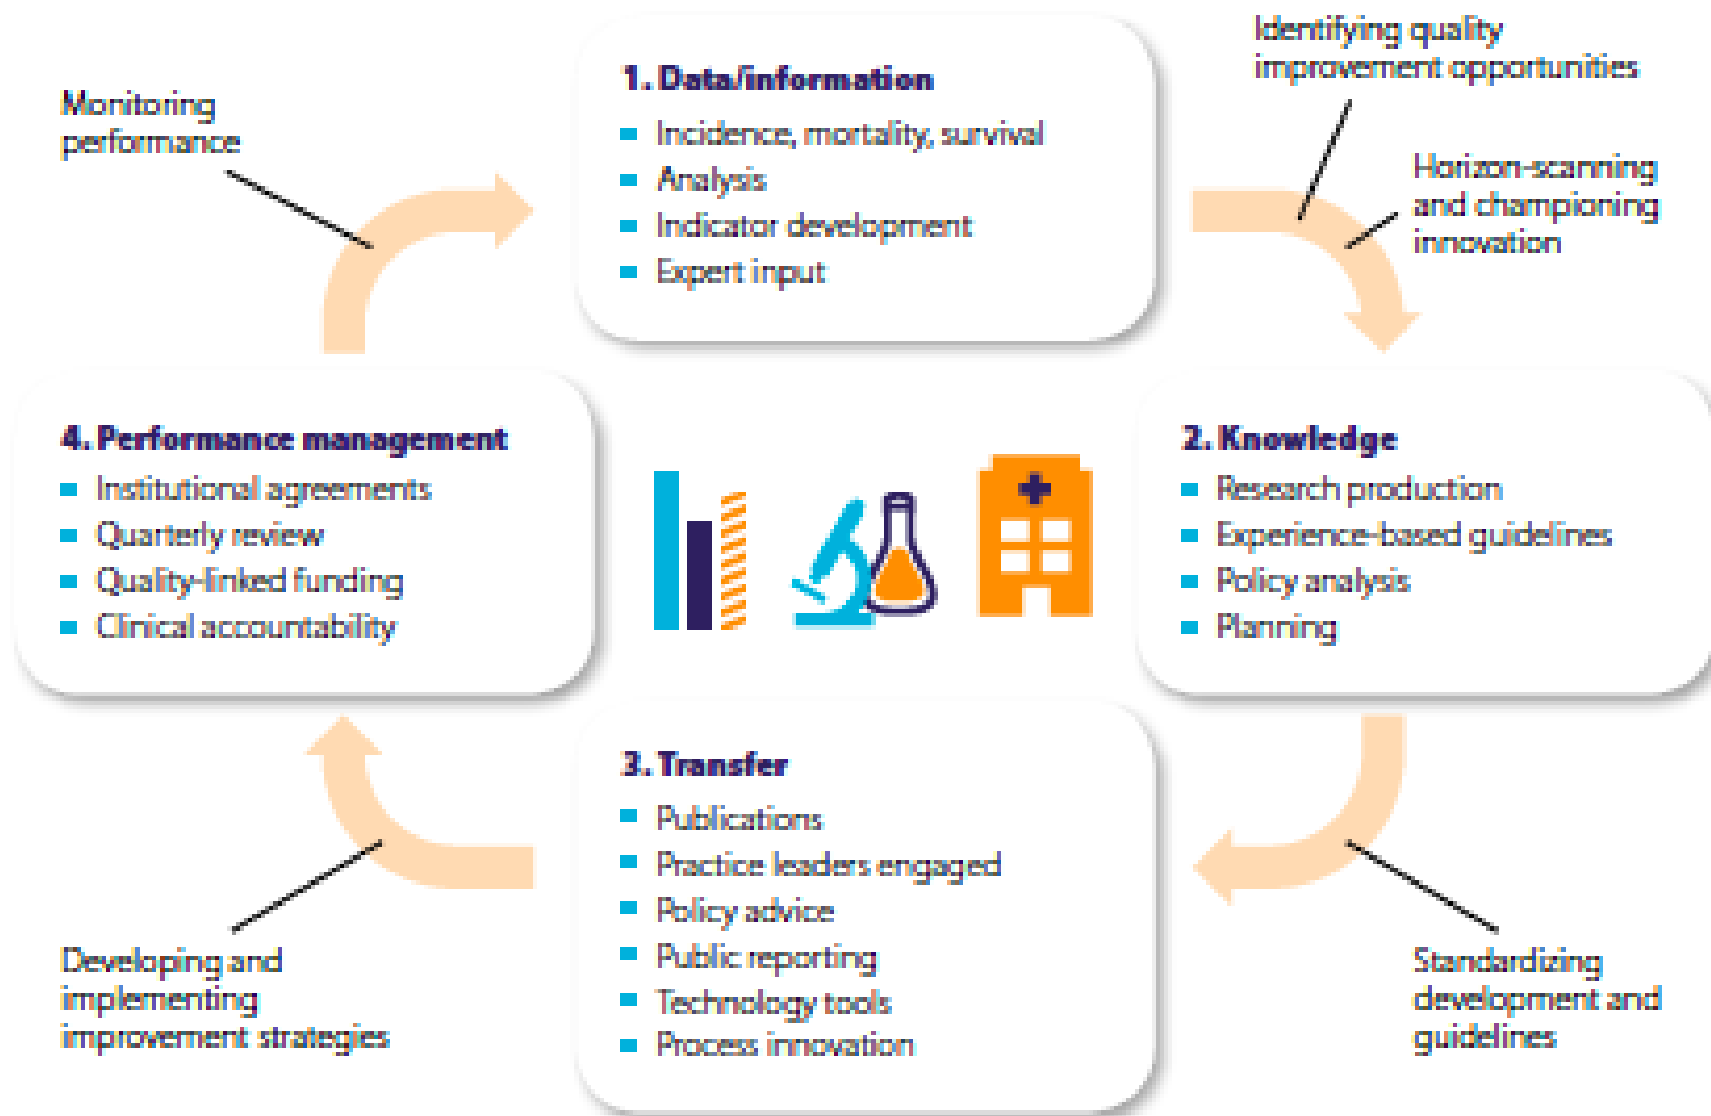 Monitoring
performance
1. Data/information
Incidence, mortality, survival
Analysis
Indicator development
Expert input
Identifying quality
improvement opportunities
Horizon-scanning
and championing
innovation
2. Knowledge
Research production
Experience-based guidelines
Policy analysis
Planning
Standardizing
development and
guidelines
3. Transfer
Publications
Practice leaders engaged
Policy advice
Public reporting
Technology tools
Process innovation
Developing and
implementing
improvement strategies
4. Performance management
Institutional agreements
Quarterly review
Quality-linked funding
Clinical accountability